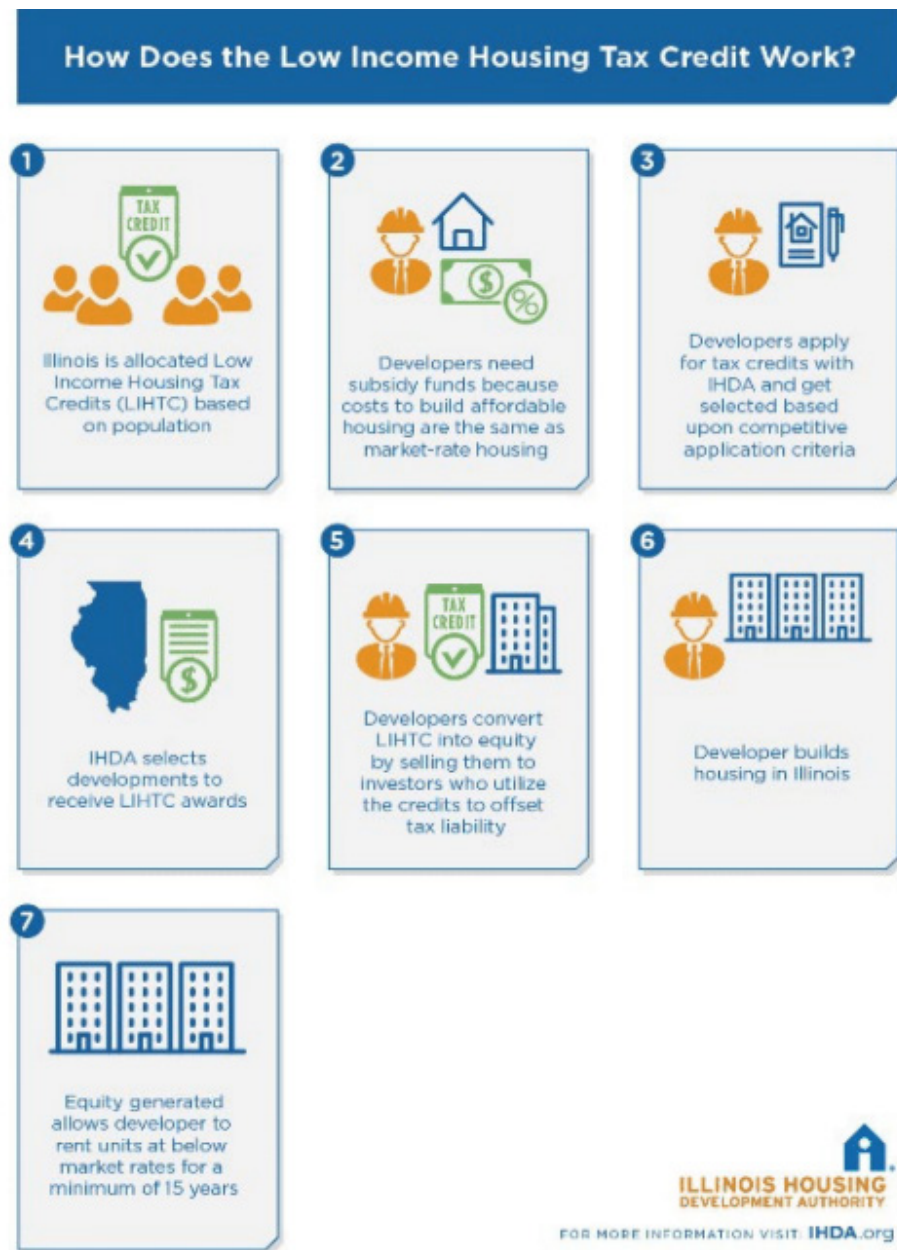 How Does the Low Income Housing Tax Credit Work?
1
TAX
CREDIT
Illinois is allocated Low
Income Housing Tax
Credits (LIHTC) based
on population
2
$
%
Developers need
subsidy funds because
costs to build affordable
housing are the same as
market-rate housing
3
Developers apply
for tax credits with
IHDA and get
selected based
upon competitive
application criteria
4
$
IHDA selects
developments to
receive LIHTC awards
5
TAX
CREDIT
Developers convert
LIHTC into equity
by selling them to
investors who utilize
the credits to offset
tax liability
6
Developer builds
housing in Illinois
7
Equity generated
allows developer to
rent units at below
market rates for a
minimum of 15 years
ILLINOIS HOUSING
DEVELOPMENT AUTHORITY
FOR MORE INFORMATION VISIT: IHDA.org